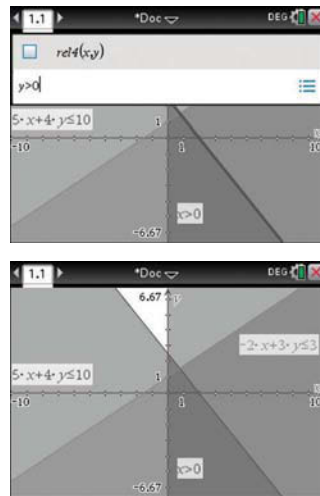 1.1 *Doc DEG
rel4(x,y)
y>0
5·x+4·y≤10
1
-10
1
10
x>0
-6.67
1.1 *Doc DEG
6.67 y
-2·x+3·y≤3
5·x+4·y≤10
1
x
-10
1
10
x>0
-6.67